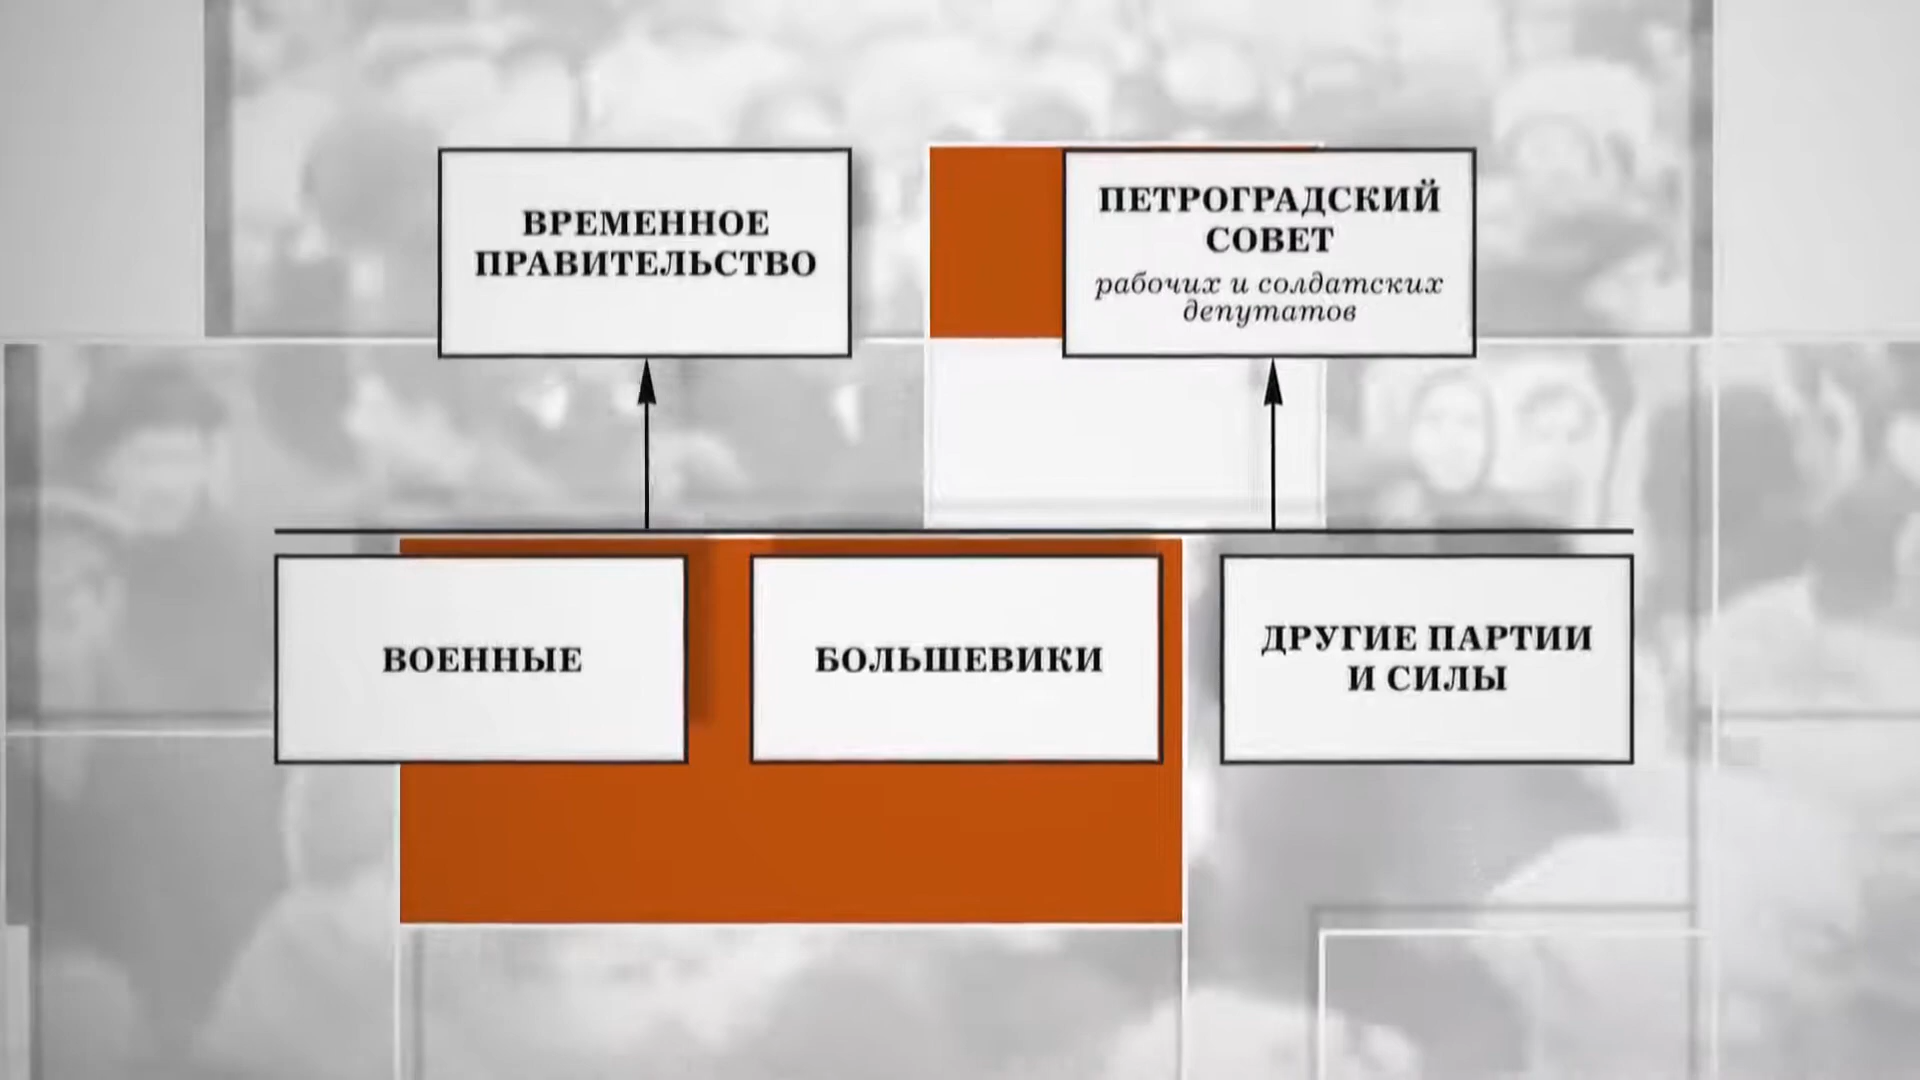 ВРЕМЕННОЕ
ПРАВИТЕЛЬСТВО
ПЕТРОГРАДСКИЙ
СОВЕТ
рабочих и солдатских
депутатов
ВОЕННЫЕ
БОЛЬШЕВИКИ
ДРУГИЕ ПАРТИИ
И СИЛЫ